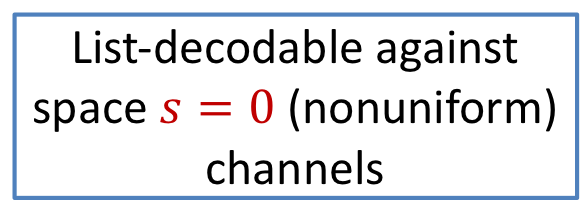 List-decodable against
space s = 0 (nonuniform)
channels